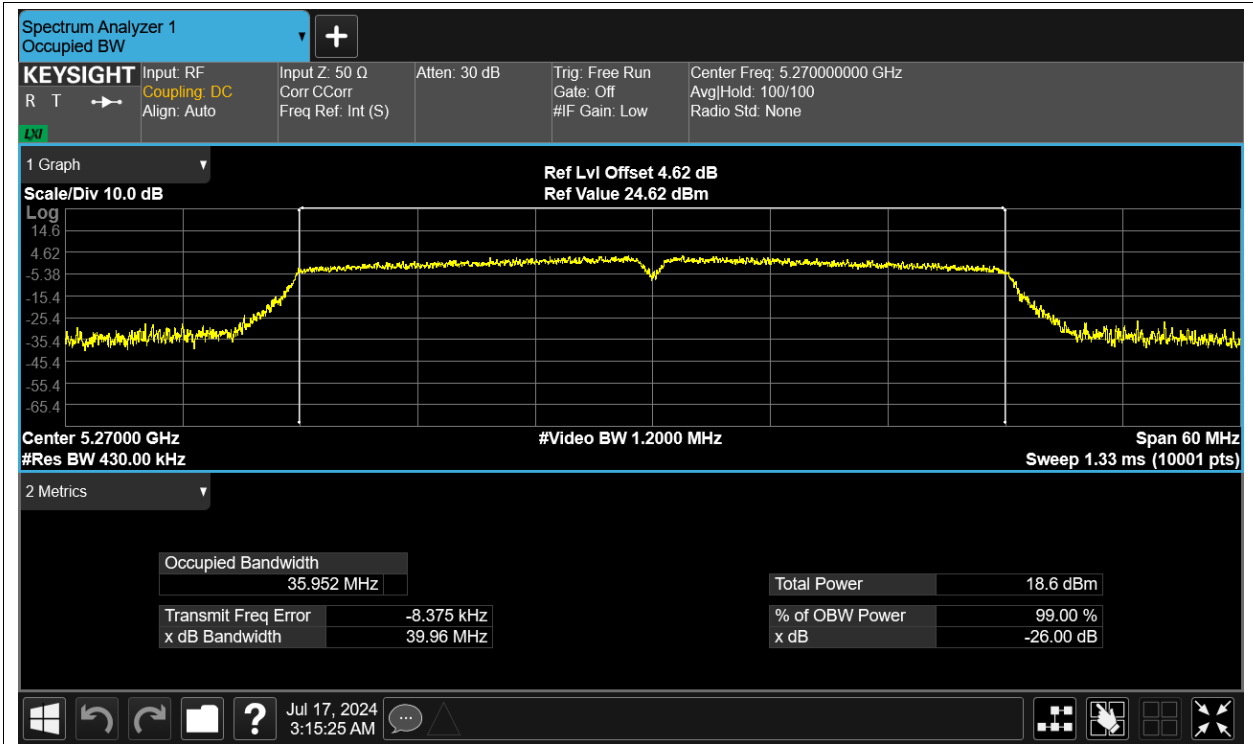 Spectrum Analyzer 1
Occupied BW
KEYSIGHT
R T
LXI
Input: RF
Coupling: DC
Align: Auto
Input Z: 50 Ω
Corr CCorr
Freq Ref: Int (S)
Atten: 30 dB
Trig: Free Run
Gate: Off
#IF Gain: Low
Center Freq: 5.270000000 GHz
Avg|Hold: 100/100
Radio Std: None
1 Graph
Scale/Div 10.0 dB
Ref Lvl Offset 4.62 dB
Ref Value 24.62 dBm
Log
14.6
4.62
-5.38
-15.4
-25.4
-35.4
-45.4
-55.4
-65.4
Center 5.27000 GHz
#Video BW 1.2000 MHz
Span 60 MHz
#Res BW 430.00 kHz
Sweep 1.33 ms (10001 pts)
2 Metrics
Occupied Bandwidth
35.952 MHz
Total Power 18.6 dBm
Transmit Freq Error -8.375 kHz
% of OBW Power 99.00 %
x dB Bandwidth 39.96 MHz
x dB -26.00 dB
?
Jul 17, 2024
3:15:25 AM